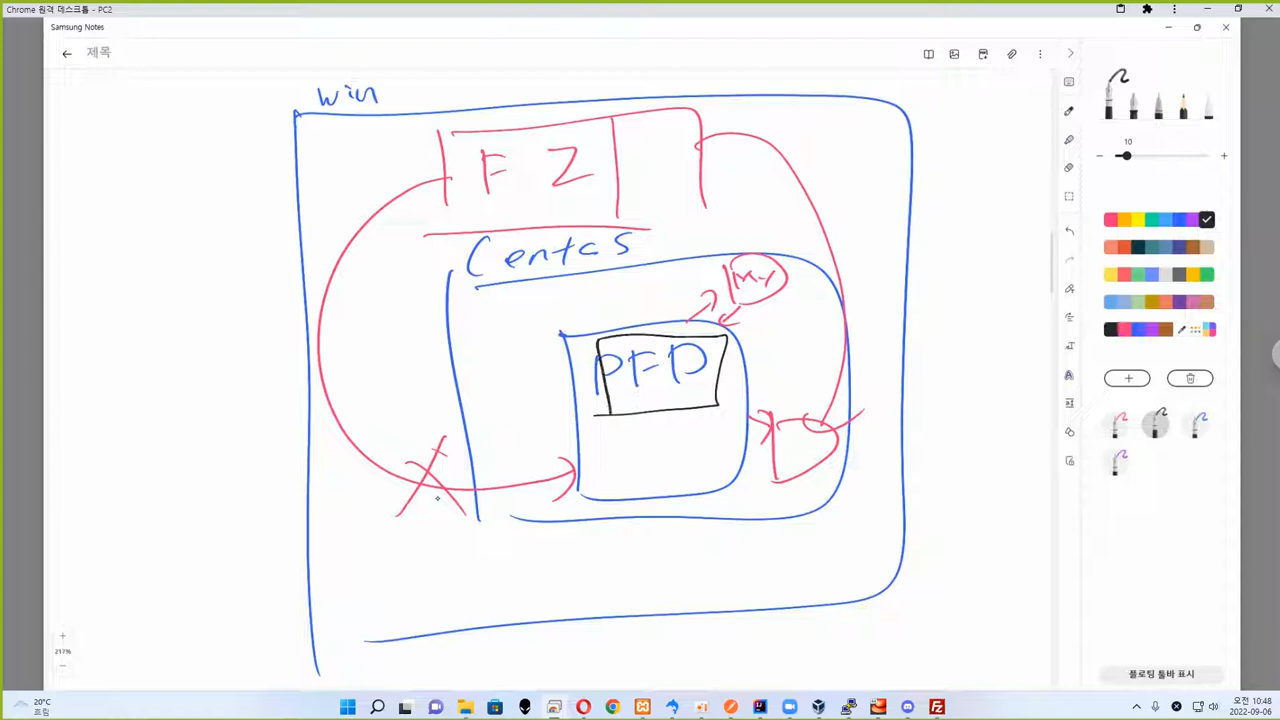 Chrome 원격 데스크톱 - PC2
Samsung Notes
제목
win
F Z
Centos
PFD
10
217%
플로팅 툴바 표시
20°C
흐림
오전 10:48
2022-09-06